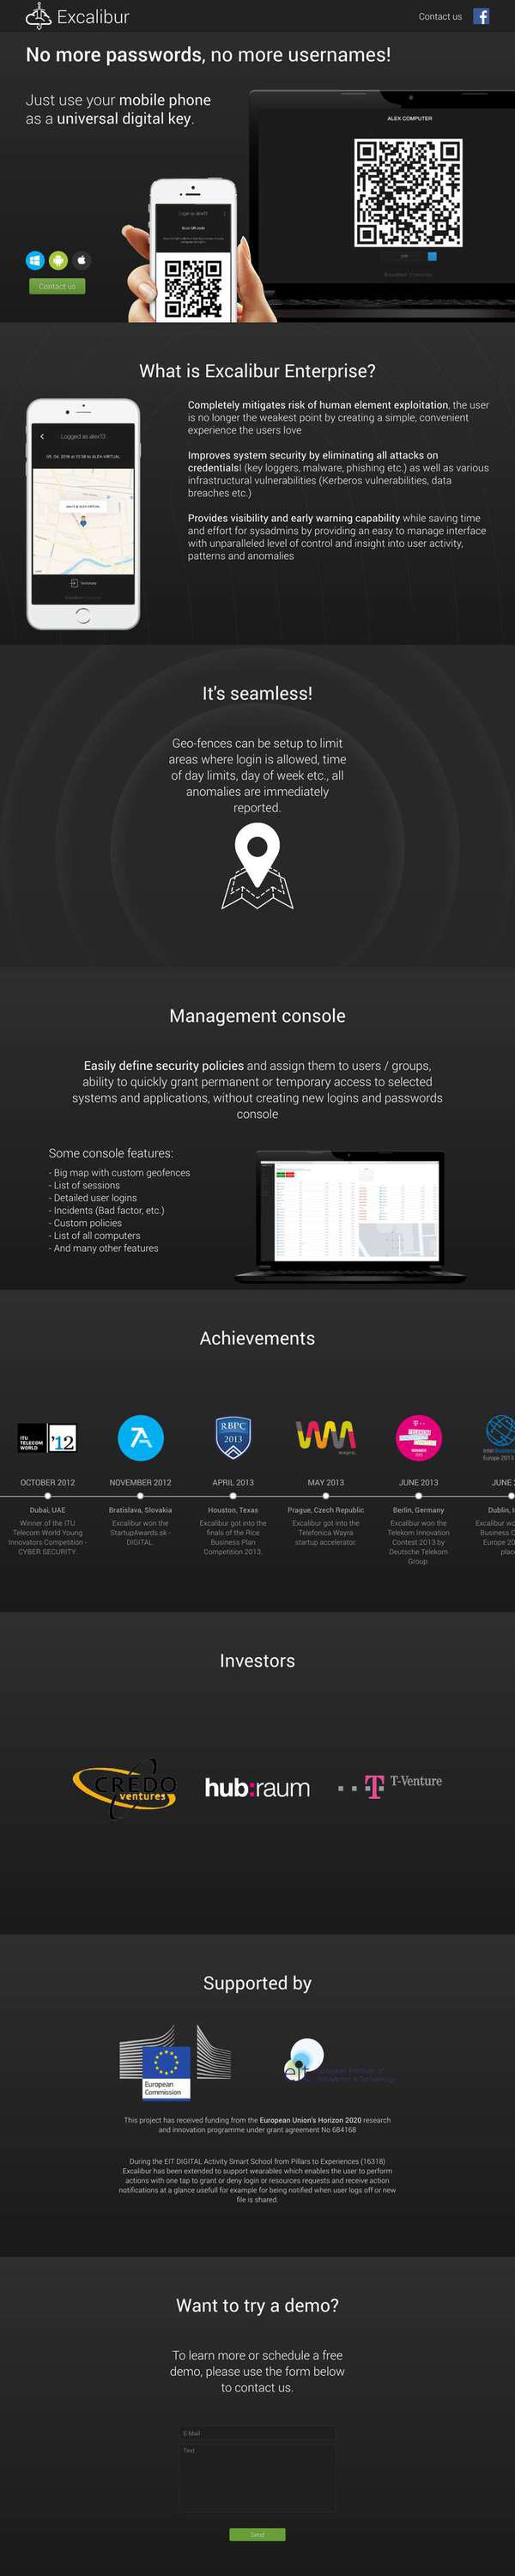 Excalibur
Contact us
No more passwords, no more usernames!
Just use your mobile phone
as a universal digital key.
ALEX COMPUTER
Contact us
What is Excalibur Enterprise?
Completely mitigates risk of human element exploitation, the user
is no longer the weakest point by creating a simple, convenient
experience the users love
Logged as alex13
Improves system security by eliminating all attacks on
credentials! (key loggers, malware, phishing etc.) as well as various
infrastructural vulnerabilities (Kerberos vulnerabilities, data
breaches etc.)
Provides visibility and early warning capability while saving time
and effort for sysadmins by providing an easy to manage interface
with unparalleled level of control and insight into user activity,
patterns and anomalies
It's seamless!
Geo-fences can be setup to limit
areas where login is allowed, time
of day limits, day of week etc., all
anomalies are immediately
reported.
Management console
Easily define security policies and assign them to users / groups,
ability to quickly grant permanent or temporary access to selected
systems and applications, without creating new logins and passwords
console
Some console features:
- Big map with custom geofences
- List of sessions
- Detailed user logins
- Incidents (Bad factor, etc.)
- Custom policies
- List of all computers
- And many other features
Achievements
ITU
TELECOM
WORLD
'12
RBPC
2013
OCTOBER 2012
NOVEMBER 2012
APRIL 2013
MAY 2013
JUNE 2013
JUNE
Dubai, UAE
Winner of the ITU
Telecom World Young
Innovators Competition -
CYBER SECURITY.
Bratislava, Slovakia
Excalibur won the
StartupAwards.sk -
DIGITAL.
Houston, Texas
Excalibur got into the
finals of the Rice
Business Plan
Competition 2013.
Prague, Czech Republic
Excalibur got into the
Telefonica Wayra
startup accelerator.
Berlin, Germany
Excalibur won the
Telekom Innovation
Contest 2013 by
Deutsche Telekom
Group
Dublin, I
Excalibur wo
Business C
Europe 20
plac
Investors
CREDO
ventures
hub:raum
T-Venture
Supported by
European
Commission
eit
This project has received funding from the European Union's Horizon 2020 research
and innovation programme under grant agreement No 684168
During the EIT DIGITAL Activity Smart School from Pillars to Experiences (16318)
Excalibur has been extended to support wearables which enables the user to perform
actions with one tap to grant or deny login or resources requests and receive action
notifications at a glance usefull for example for being notified when user logs off or new
file is shared.
Want to try a demo?
To learn more or schedule a free
demo, please use the form below
to contact us.
E-Mail
Text
Send